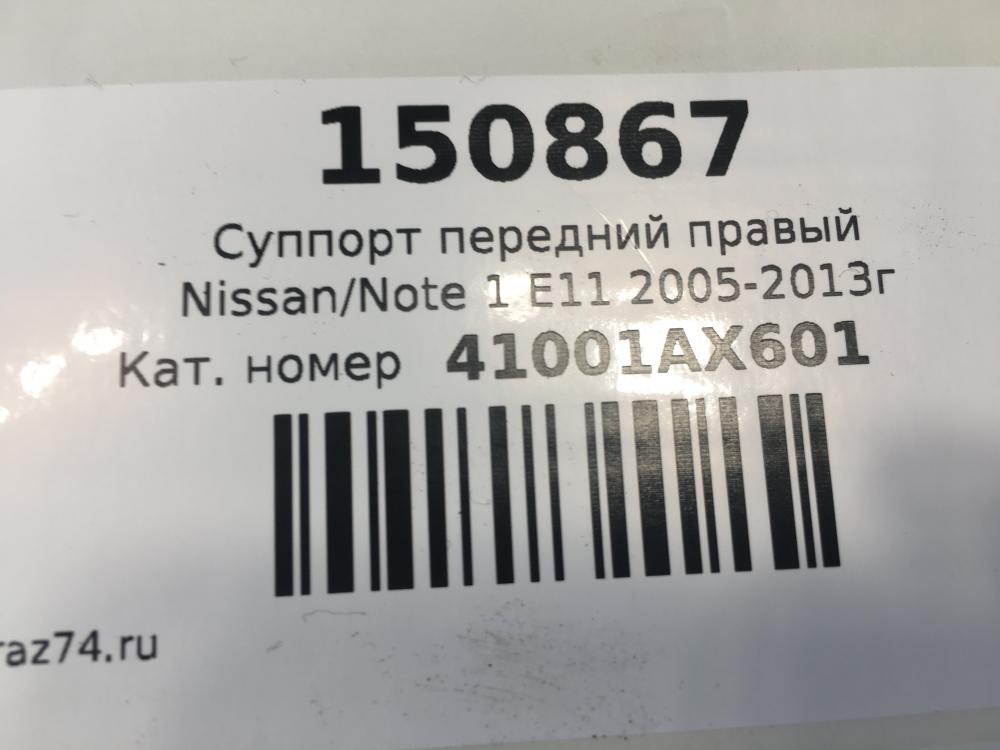 150867
Суппорт передний правый
Nissan/Note 1 E11 2005-2013г
Кат. номер 41001AX601
raz74.ru